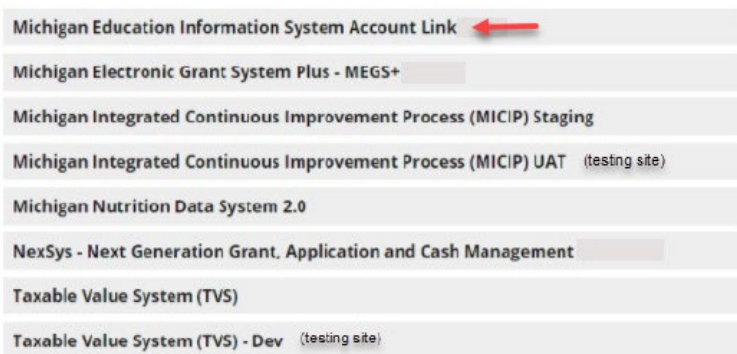 Michigan Education Information System Account Link
Michigan Electronic Grant System Plus - MEGS+
Michigan Integrated Continuous Improvement Process (MICIP) Staging
Michigan Integrated Continuous Improvement Process (MICIP) UAT (testing site)
Michigan Nutrition Data System 2.0
NexSys - Next Generation Grant, Application and Cash Management
Taxable Value System (TVS)
Taxable Value System (TVS) - Dev (testing site)